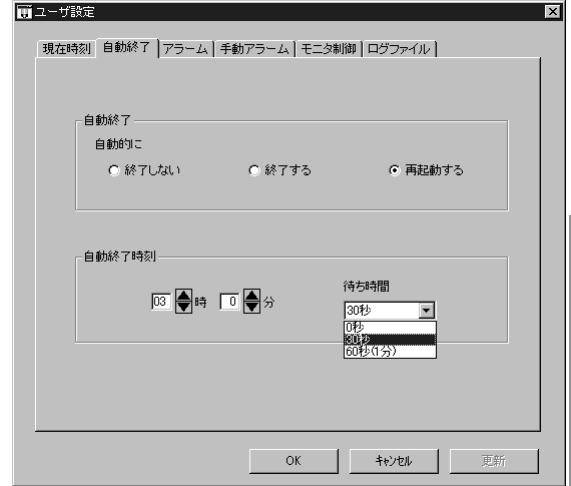 ユーザ設定
現在時刻 自動終了 アラーム 手動アラーム モニタ制御 ログファイル
自動終了
自動的に
終了しない 終了する 再起動する
自動終了時刻
待ち時間
03 時 0 分 30秒
0秒
30秒
60秒(1分)
OK キャンセル 更新